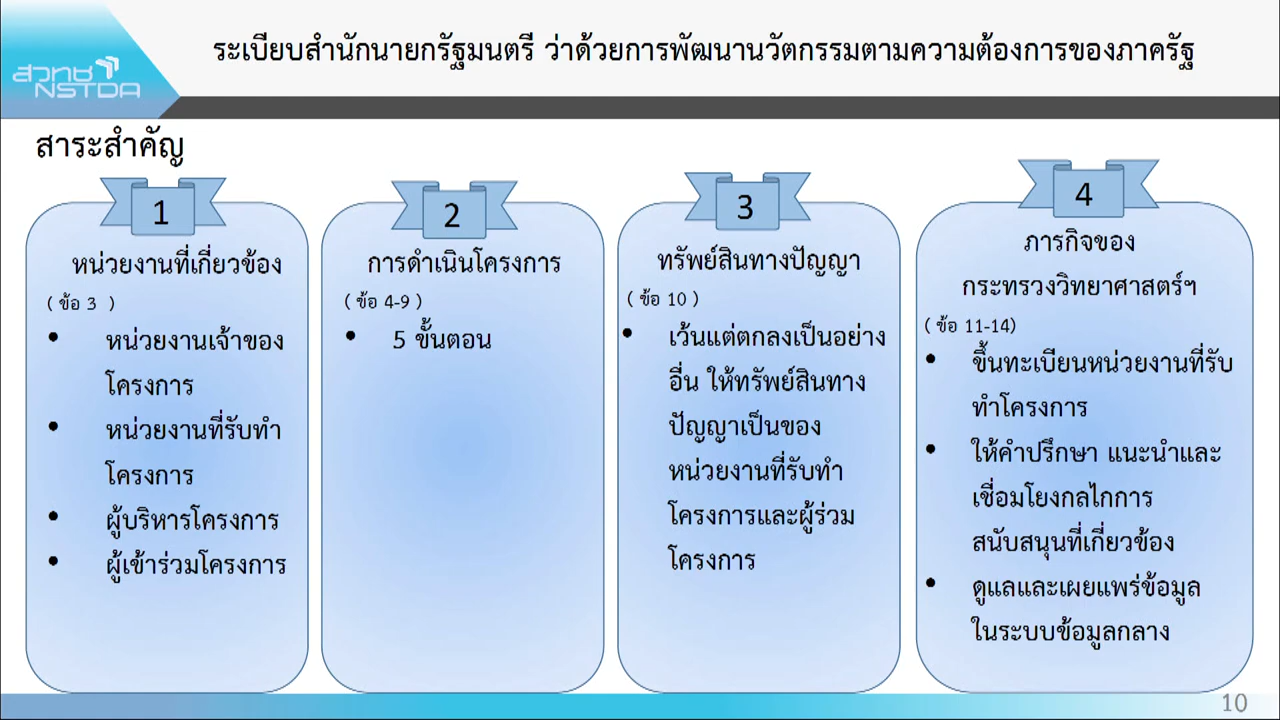 ระเบียบสำนักนายกรัฐมนตรี ว่าด้วยการพัฒนานวัตกรรมตามความต้องการของภาครัฐ
สวทช
NSTDA
สาระสำคัญ
1
หน่วยงานที่เกี่ยวข้อง
( ข้อ 3 )
• หน่วยงานเจ้าของ
โครงการ
• หน่วยงานที่รับทำ
โครงการ
• ผู้บริหารโครงการ
• ผู้เข้าร่วมโครงการ
2
การดำเนินโครงการ
( ข้อ 4-9 )
• 5 ขั้นตอน
3
ทรัพย์สินทางปัญญา
( ข้อ 10 )
• เว้นแต่ตกลงเป็นอย่าง
อื่น ให้ทรัพย์สินทาง
ปัญญาเป็นของ
หน่วยงานที่รับทำ
โครงการและผู้ร่วม
โครงการ
4
ภารกิจของ
กระทรวงวิทยาศาสตร์ฯ
( ข้อ 11-14)
• ขึ้นทะเบียนหน่วยงานที่รับ
ทำโครงการ
• ให้คำปรึกษา แนะนำและ
เชื่อมโยงกลไกการ
สนับสนุนที่เกี่ยวข้อง
• ดูแลและเผยแพร่ข้อมูล
ในระบบข้อมูลกลาง
10